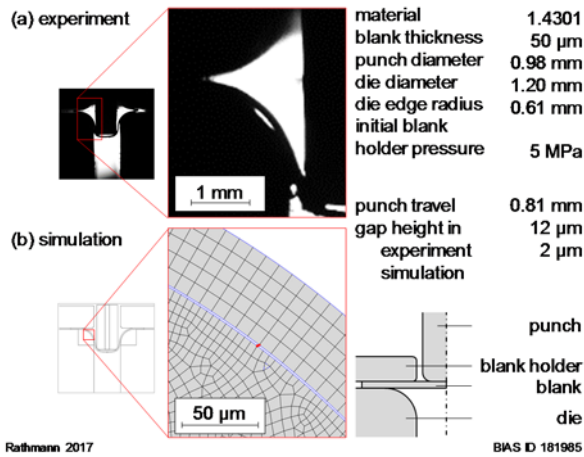 (a) experiment
1 mm
material 1.4301
blank thickness 50 µm
punch diameter 0.98 mm
die diameter 1.20 mm
die edge radius 0.61 mm
initial blank
holder pressure 5 MPa
punch travel 0.81 mm
gap height in 12 µm
experiment 2 µm
simulation
(b) simulation
50 µm
punch
blank holder
blank
die
Rathmann 2017
BIAS ID 181985